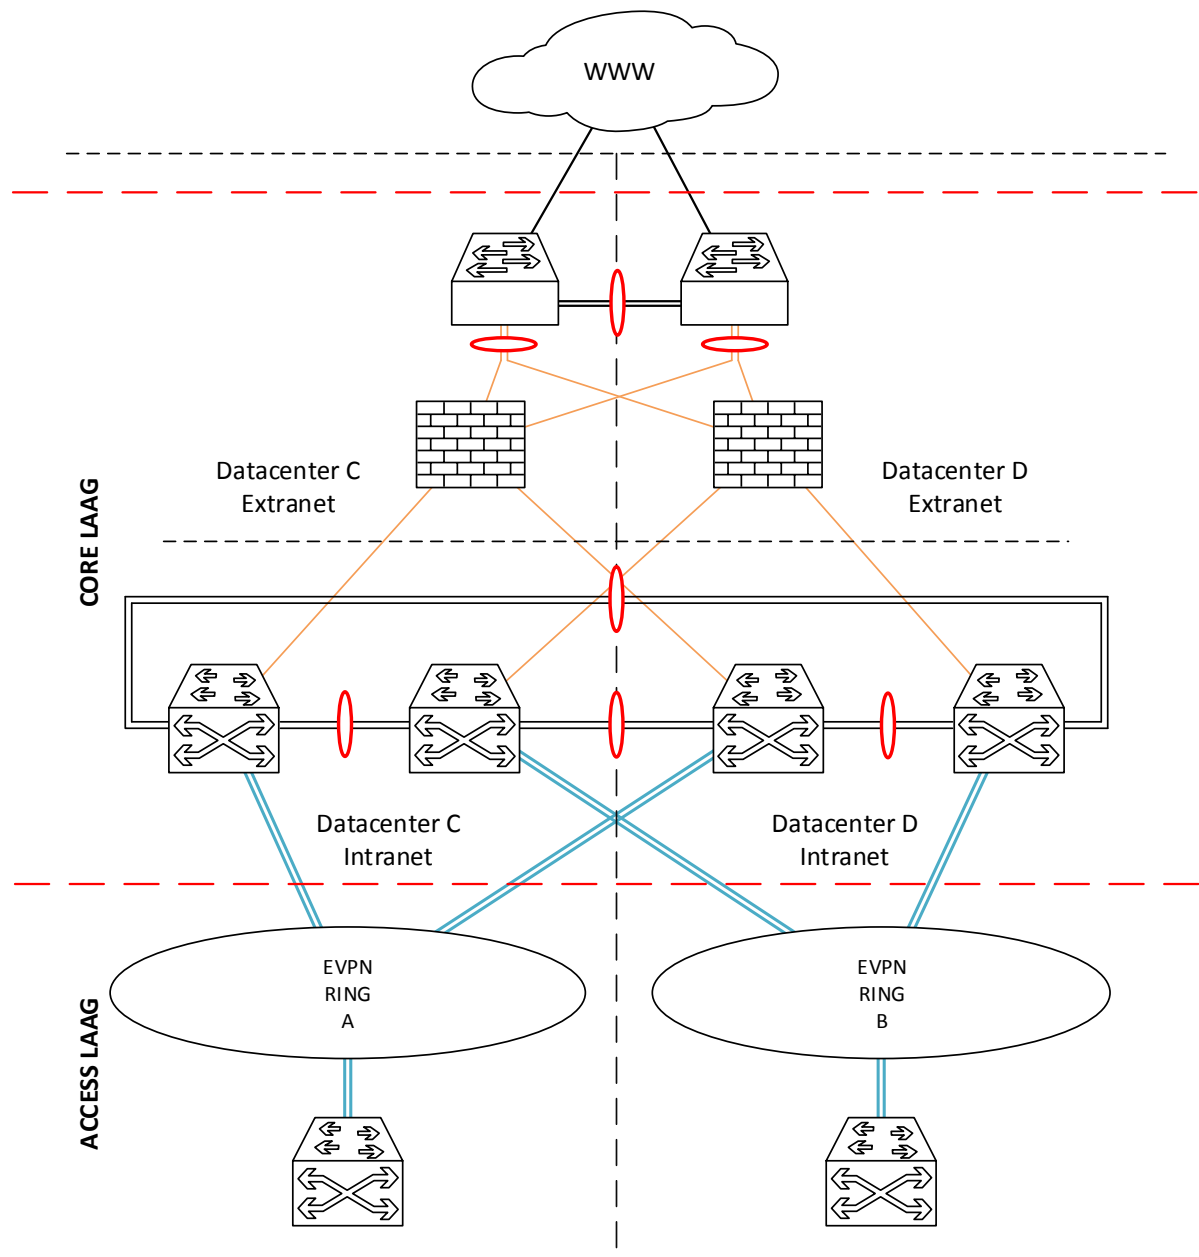 WWW
Datacenter C
Extranet
Datacenter D
Extranet
CORE LAAG
Datacenter C
Intranet
Datacenter D
Intranet
ACCESS LAAG
EVPN
RING
A
EVPN
RING
B